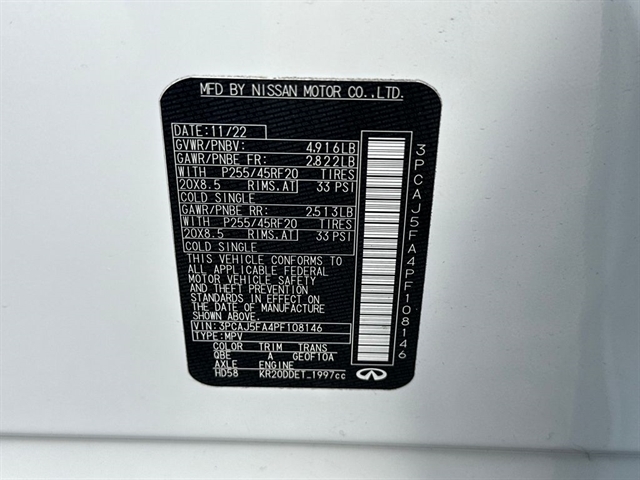 MFD BY NISSAN MOTOR CO.,LTD.
DATE:11/22
GVWR/PNBV: 4,916LB
GAWR/PNBE FR: 2,822LB
WITH P255/45RF20 TIRES
20X8.5 RIMS,AT 33 PSI
COLD SINGLE
GAWR/PNBE RR: 2,513LB
WITH P255/45RF20 TIRES
20X8.5 RIMS,AT 33 PSI
COLD SINGLE
THIS VEHICLE CONFORMS TO
ALL APPLICABLE FEDERAL
MOTOR VEHICLE SAFETY
AND THEFT PREVENTION
STANDARDS IN EFFECT ON
THE DATE OF MANUFACTURE
SHOWN ABOVE.
VIN: 3PCAJ5FA4PF108146
TYPE:MPV
COLOR TRIM TRANS
QBE A GE0F10A
AXLE ENGINE
HD58 KR20DDET 1997cc
3PCAJ5FA4PF108146